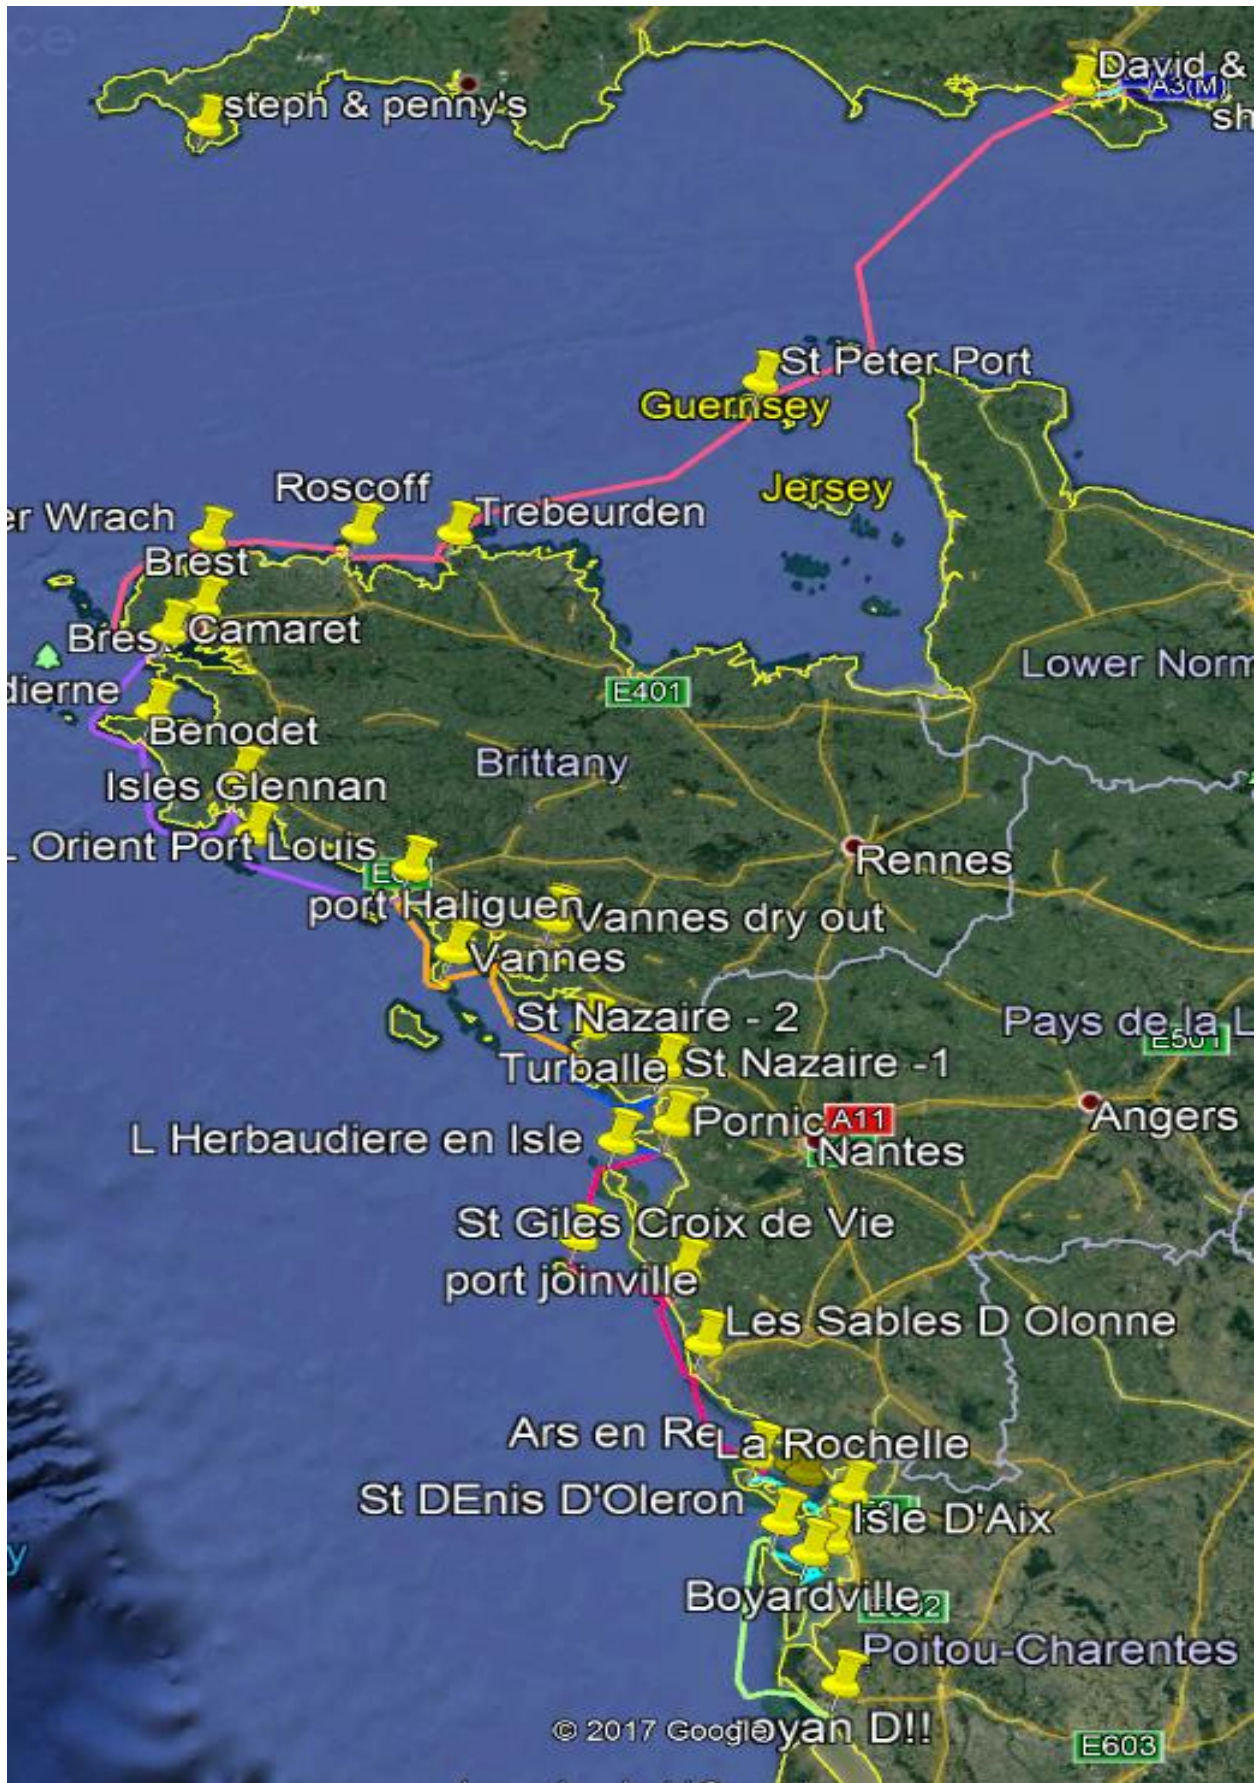 David &
A3(M)
steph & penny's
sh
St Peter Port
Guernsey
Roscoff
Jersey
er Wrach
Trebeurden
Brest
Camaret
Brest
Lower Norm
dierne
E401
Benodet
Brittany
Isles Glennan
L Orient Port Louis
Rennes
port Haliguen
Vannes dry out
Vannes
St Nazaire - 2
Pays de la L
E501
Turballe
St Nazaire -1
Pornic
A11
Angers
L Herbaudiere en Isle
Nantes
St Giles Croix de Vie
port joinville
Les Sables D Olonne
Ars en Re
La Rochelle
St DEnis D'Oleron
Isle D'Aix
y
Boyardville
Poitou-Charentes
© 2017 Google
oyan D!!
E603